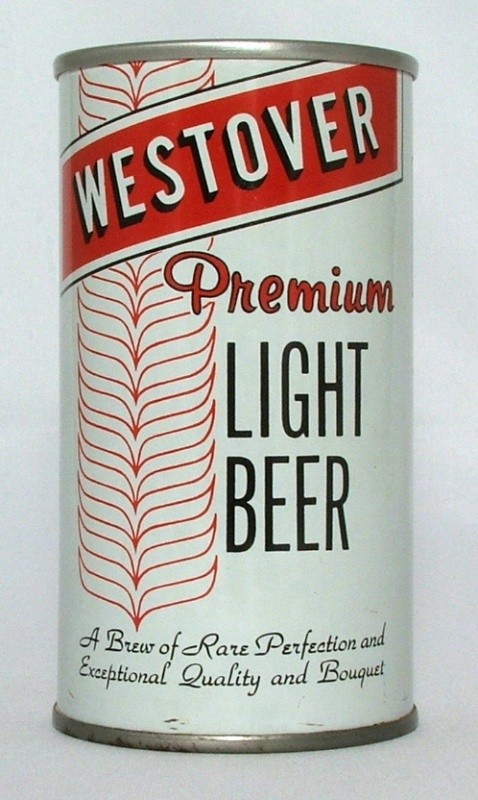 WESTOVER
Premium
LIGHT
BEER
A Brew of Rare Perfection and
Exceptional Quality and Bouquet